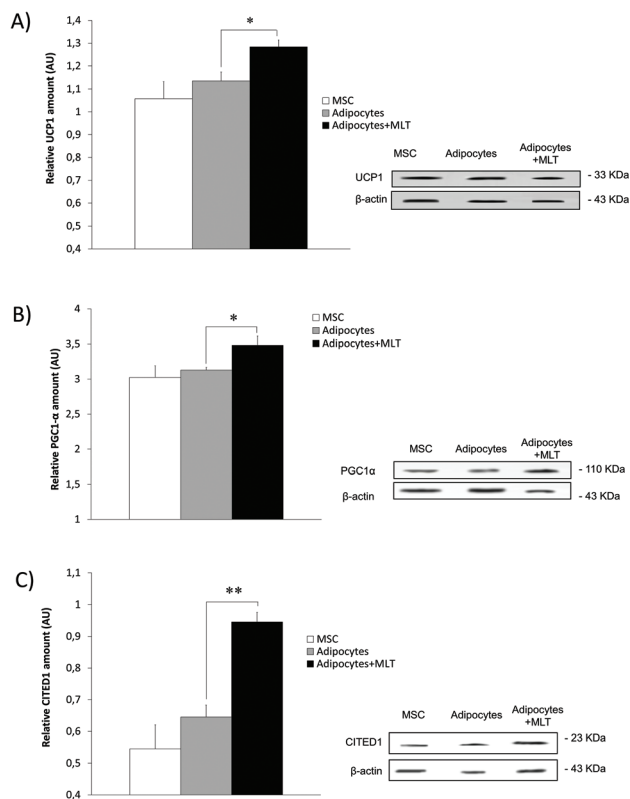 A)
Relative UCP1 amount (AU)
1,4
1,3
1,2
1,1
1
0,9
0,8
0,7
0,6
0,5
0,4
*
MSC
Adipocytes
Adipocytes+MLT
MSC Adipocytes Adipocytes
+MLT
UCP1 - 33 KDa
β-actin - 43 KDa
B)
Relative PGC1-α amount (AU)
4
3,5
3
2,5
2
1,5
1
*
MSC
Adipocytes
Adipocytes+MLT
MSC Adipocytes Adipocytes
+MLT
PGC1α - 110 KDa
β-actin - 43 KDa
C)
Relative CITED1 amount (AU)
1,1
1
0,9
0,8
0,7
0,6
0,5
0,4
**
MSC
Adipocytes
Adipocytes+MLT
MSC Adipocytes Adipocytes
+MLT
CITED1 - 23 KDa
β-actin - 43 KDa